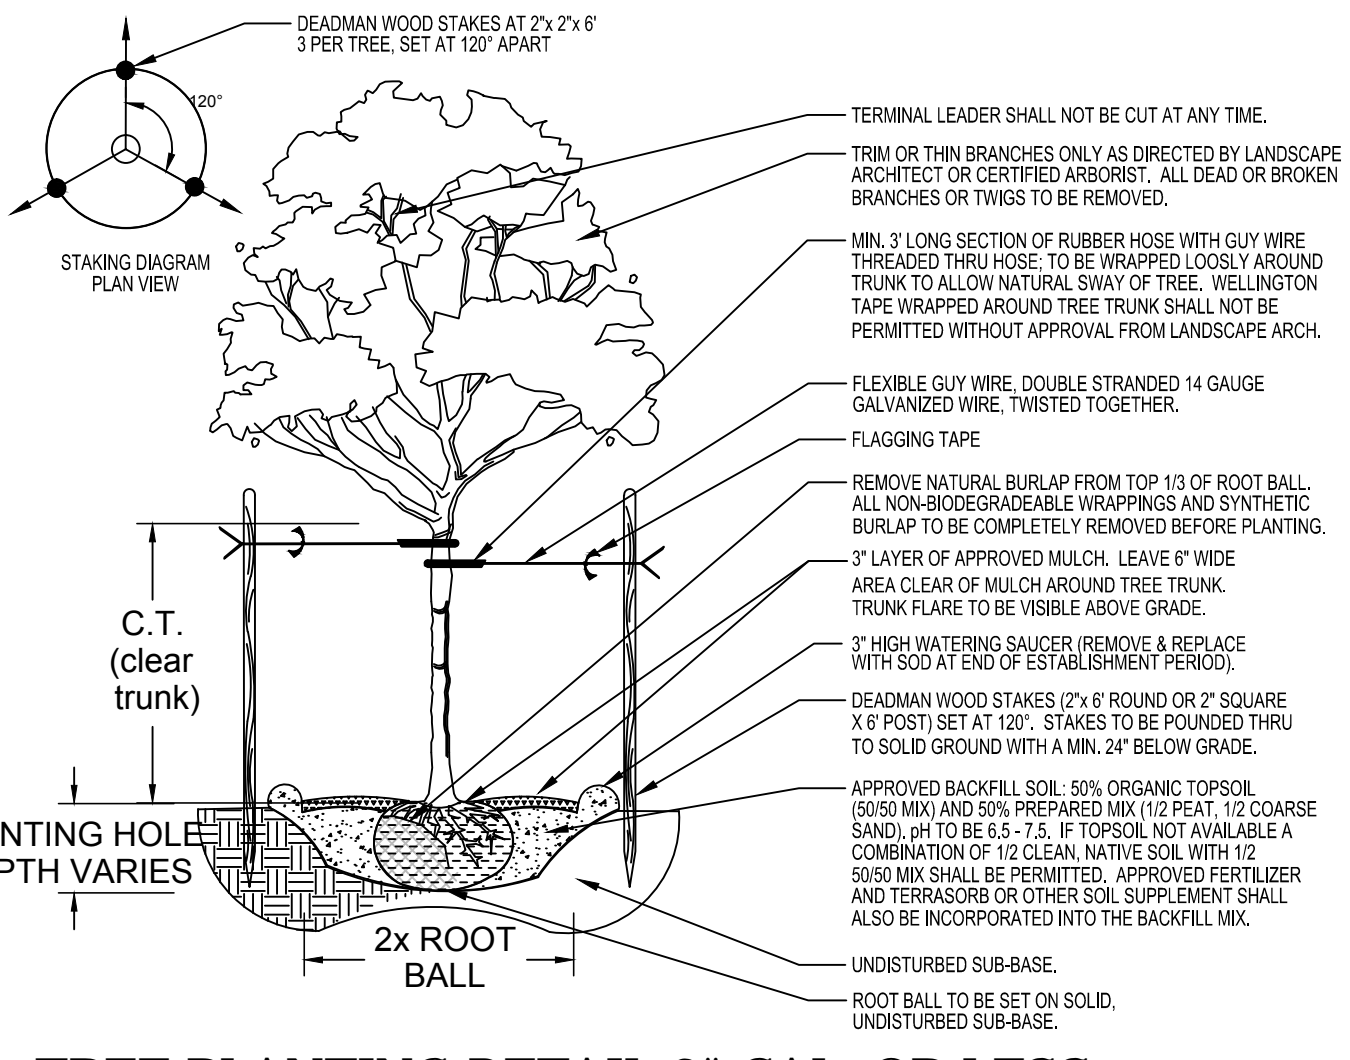 DEADMAN WOOD STAKES AT 2"x 2"x 6'
3 PER TREE, SET AT 120° APART
120°
STAKING DIAGRAM
PLAN VIEW
TERMINAL LEADER SHALL NOT BE CUT AT ANY TIME.
TRIM OR THIN BRANCHES ONLY AS DIRECTED BY LANDSCAPE
ARCHITECT OR CERTIFIED ARBORIST. ALL DEAD OR BROKEN
BRANCHES OR TWIGS TO BE REMOVED.
MIN. 3' LONG SECTION OF RUBBER HOSE WITH GUY WIRE
THREADED THRU HOSE; TO BE WRAPPED LOOSLY AROUND
TRUNK TO ALLOW NATURAL SWAY OF TREE. WELLINGTON
TAPE WRAPPED AROUND TREE TRUNK SHALL NOT BE
PERMITTED WITHOUT APPROVAL FROM LANDSCAPE ARCH.
FLEXIBLE GUY WIRE, DOUBLE STRANDED 14 GAUGE
GALVANIZED WIRE, TWISTED TOGETHER.
FLAGGING TAPE
REMOVE NATURAL BURLAP FROM TOP 1/3 OF ROOT BALL.
ALL NON-BIODEGRADEABLE WRAPPINGS AND SYNTHETIC
BURLAP TO BE COMPLETELY REMOVED BEFORE PLANTING.
3" LAYER OF APPROVED MULCH. LEAVE 6" WIDE
AREA CLEAR OF MULCH AROUND TREE TRUNK.
TRUNK FLARE TO BE VISIBLE ABOVE GRADE.
3" HIGH WATERING SAUCER (REMOVE & REPLACE
WITH SOD AT END OF ESTABLISHMENT PERIOD).
DEADMAN WOOD STAKES (2"x 6' ROUND OR 2" SQUARE
X 6' POST) SET AT 120°. STAKES TO BE POUNDED THRU
TO SOLID GROUND WITH A MIN. 24" BELOW GRADE.
APPROVED BACKFILL SOIL: 50% ORGANIC TOPSOIL
(50/50 MIX) AND 50% PREPARED MIX (1/2 PEAT, 1/2 COARSE
SAND). pH TO BE 6.5 - 7.5. IF TOPSOIL NOT AVAILABLE A
COMBINATION OF 1/2 CLEAN, NATIVE SOIL WITH 1/2
50/50 MIX SHALL BE PERMITTED. APPROVED FERTILIZER
AND TERRASORB OR OTHER SOIL SUPPLEMENT SHALL
ALSO BE INCORPORATED INTO THE BACKFILL MIX.
UNDISTURBED SUB-BASE.
ROOT BALL TO BE SET ON SOLID,
UNDISTURBED SUB-BASE.
C.T.
(clear
trunk)
NTING HOLE
PTH VARIES
2x ROOT
BALL